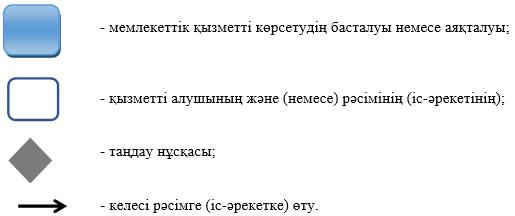 - мемлекеттік қызметті көрсетудің басталуы немесе аяқталуы;
- қызметті алушының және (немесе) рәсімінің (іс-әрекетінің);
- таңдау нұсқасы;
- келесі рәсімге (іс-әрекетке) өту.